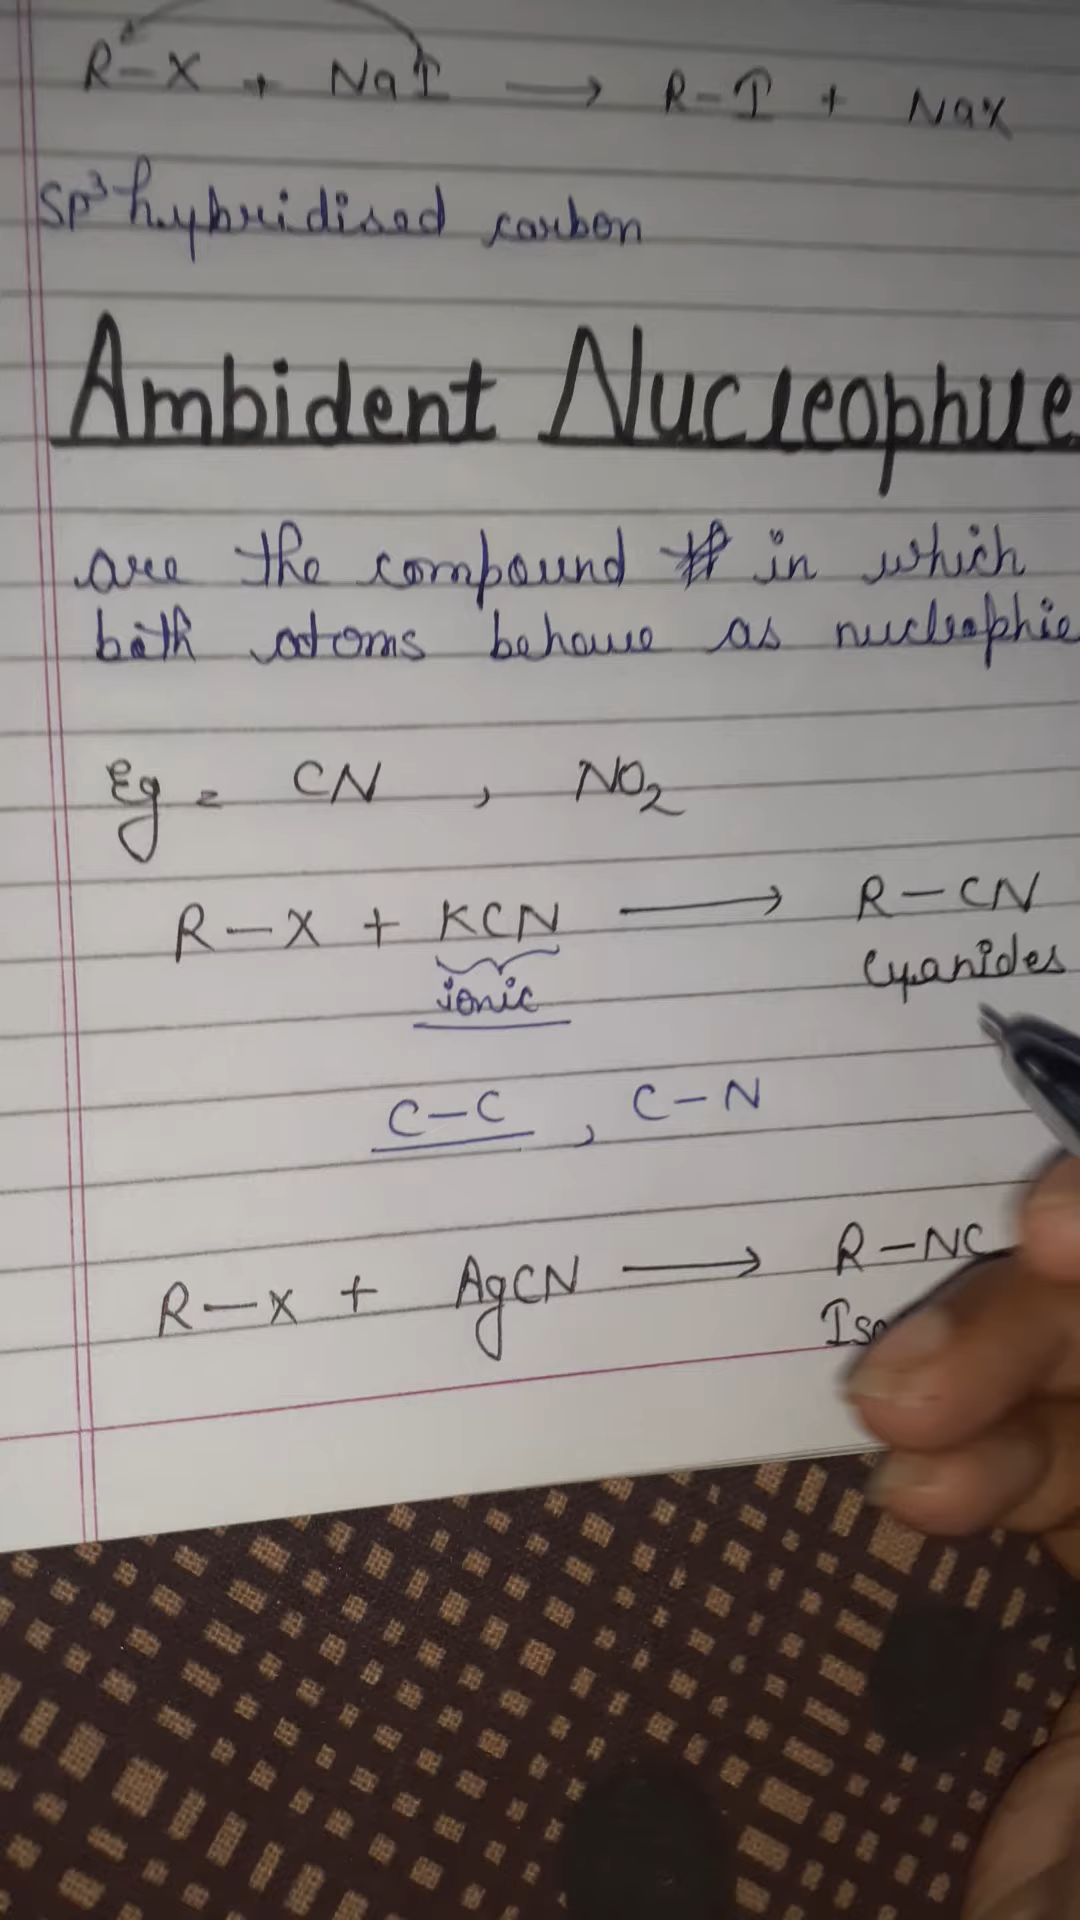 R-X + NaI ⟶ R-I + NaX
SP³ hybridised carbon
Ambident Nucleophile
are the compound in which
both atoms behave as nucleophie
Eg = CN , NO₂
R-X + KCN ⟶ R-CN
ionic Cyanides
C-C , C-N
R-X + AgCN ⟶ R-NC